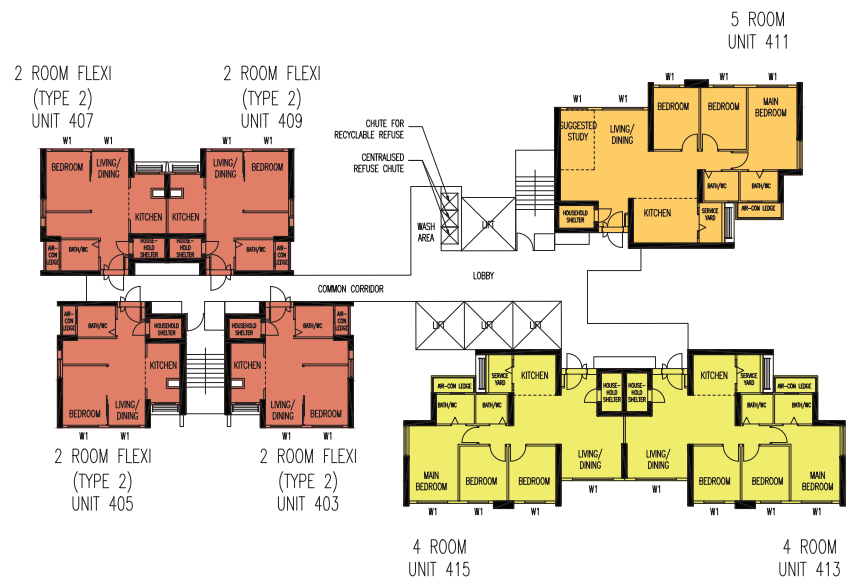 5 ROOM
UNIT 411
2 ROOM FLEXI
(TYPE 2)
UNIT 407
2 ROOM FLEXI
(TYPE 2)
UNIT 409
CHUTE FOR
RECYCLABLE REFUSE
CENTRALISED
REFUSE CHUTE
W1
W1
W1
W1
W1
BEDROOM
BEDROOM
MAIN
BEDROOM
SUGGESTED
STUDY
LIVING/
DINING
BATH/WC
BATH/WC
AIR-CON LEDGE
KITCHEN
SERVICE
YARD
HOUSEHOLD
SHELTER
W1
W1
W1
W1
BEDROOM
LIVING/
DINING
LIVING/
DINING
BEDROOM
KITCHEN
KITCHEN
AIR-
CON
LEDGE
BATH/WC
HOUSE-
HOLD
SHELTER
HOUSE-
HOLD
SHELTER
BATH/WC
AIR-
CON
LEDGE
WASH
AREA
LIFT
LOBBY
COMMON CORRIDOR
AIR-
CON
LEDGE
BATH/WC
HOUSEHOLD
SHELTER
HOUSEHOLD
SHELTER
BATH/WC
AIR-
CON
LEDGE
LIFT
LIFT
LIFT
KITCHEN
KITCHEN
BEDROOM
LIVING/
DINING
LIVING/
DINING
BEDROOM
W1
W1
W1
W1
2 ROOM FLEXI
(TYPE 2)
UNIT 405
2 ROOM FLEXI
(TYPE 2)
UNIT 403
SERVICE
YARD
KITCHEN
HOUSE-
HOLD
SHELTER
HOUSE-
HOLD
SHELTER
KITCHEN
SERVICE
YARD
AIR-CON LEDGE
AIR-CON LEDGE
BATH/WC
BATH/WC
BATH/WC
BATH/WC
MAIN
BEDROOM
BEDROOM
BEDROOM
LIVING/
DINING
LIVING/
DINING
BEDROOM
BEDROOM
MAIN
BEDROOM
W1
W1
W1
W1
W1
W1
W1
W1
4 ROOM
UNIT 415
4 ROOM
UNIT 413